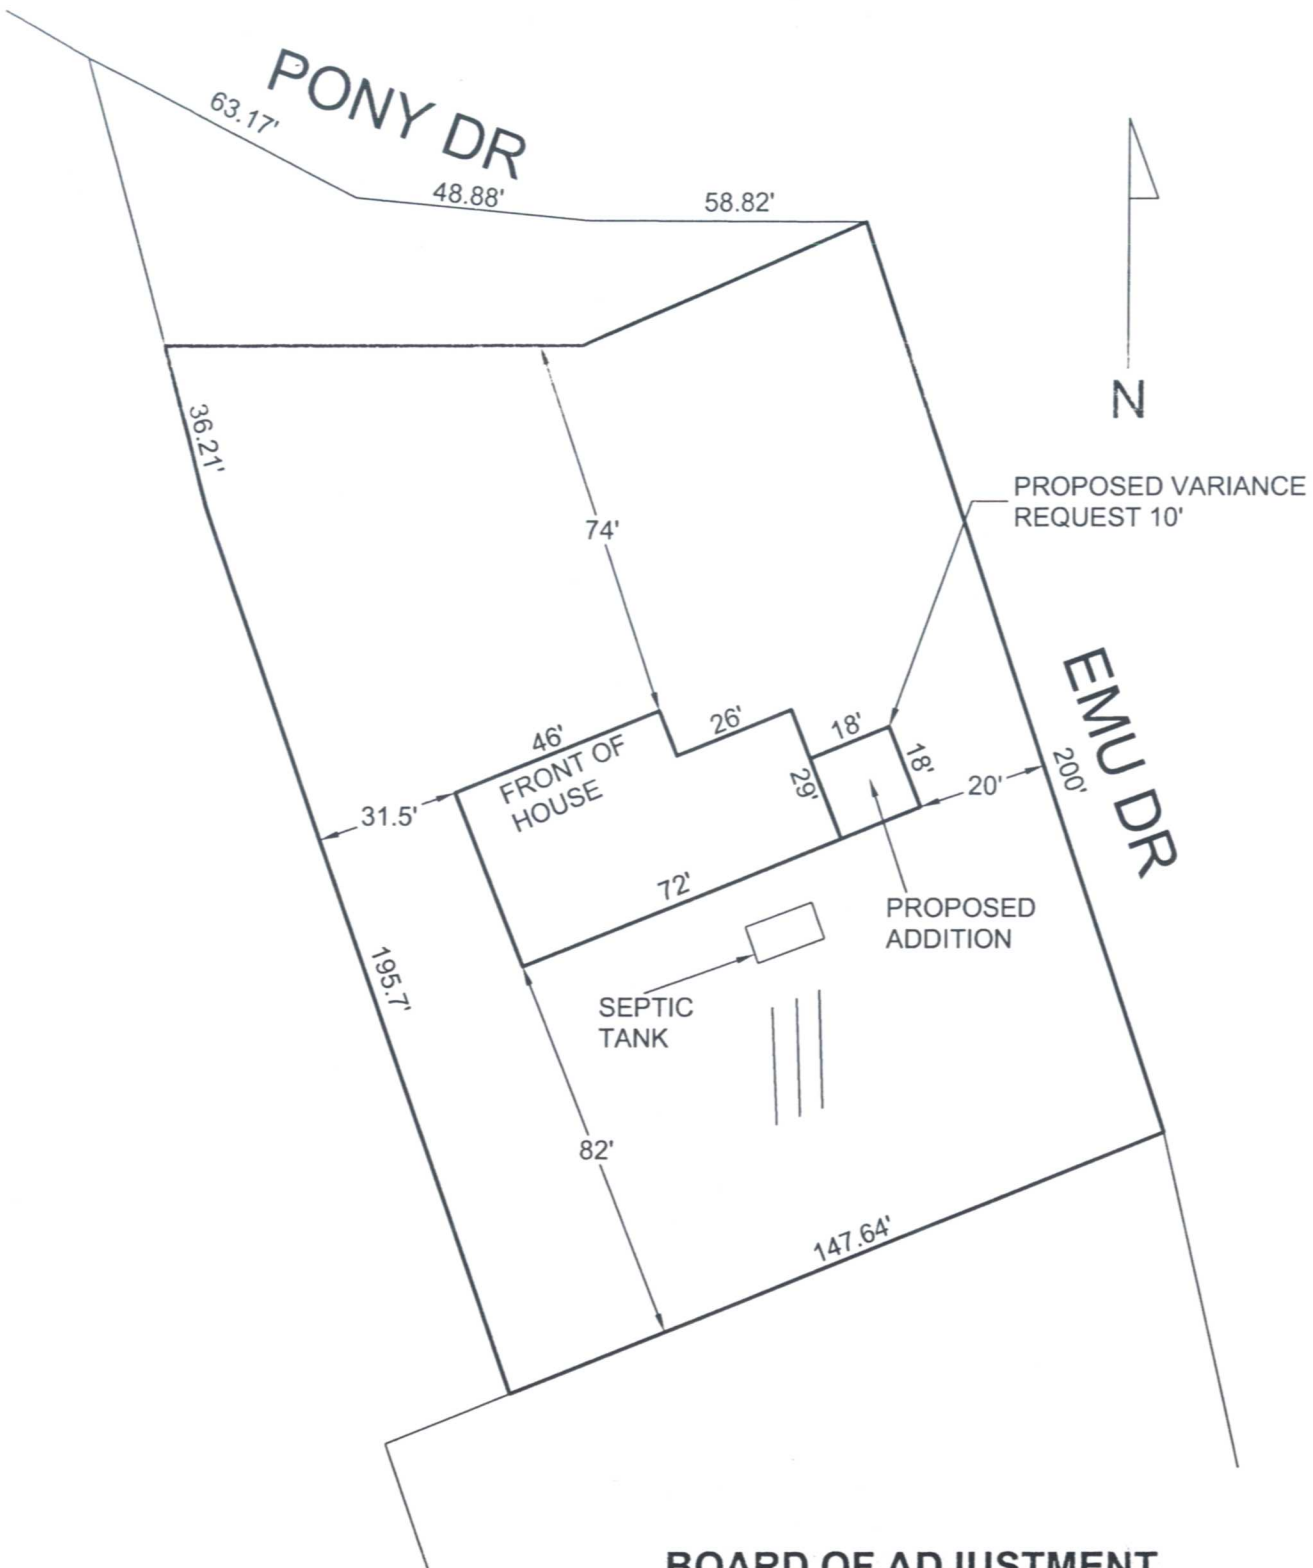 PONY DR
63.17'
48.88'
58.82'
N
36.21'
PROPOSED VARIANCE
REQUEST 10'
74'
EMU DR
200'
46'
26'
18'
18'
FRONT OF
HOUSE
29'
31.5'
20'
72'
PROPOSED
ADDITION
195.7'
SEPTIC
TANK
82'
147.64'
BOARD OF ADJUSTMENT